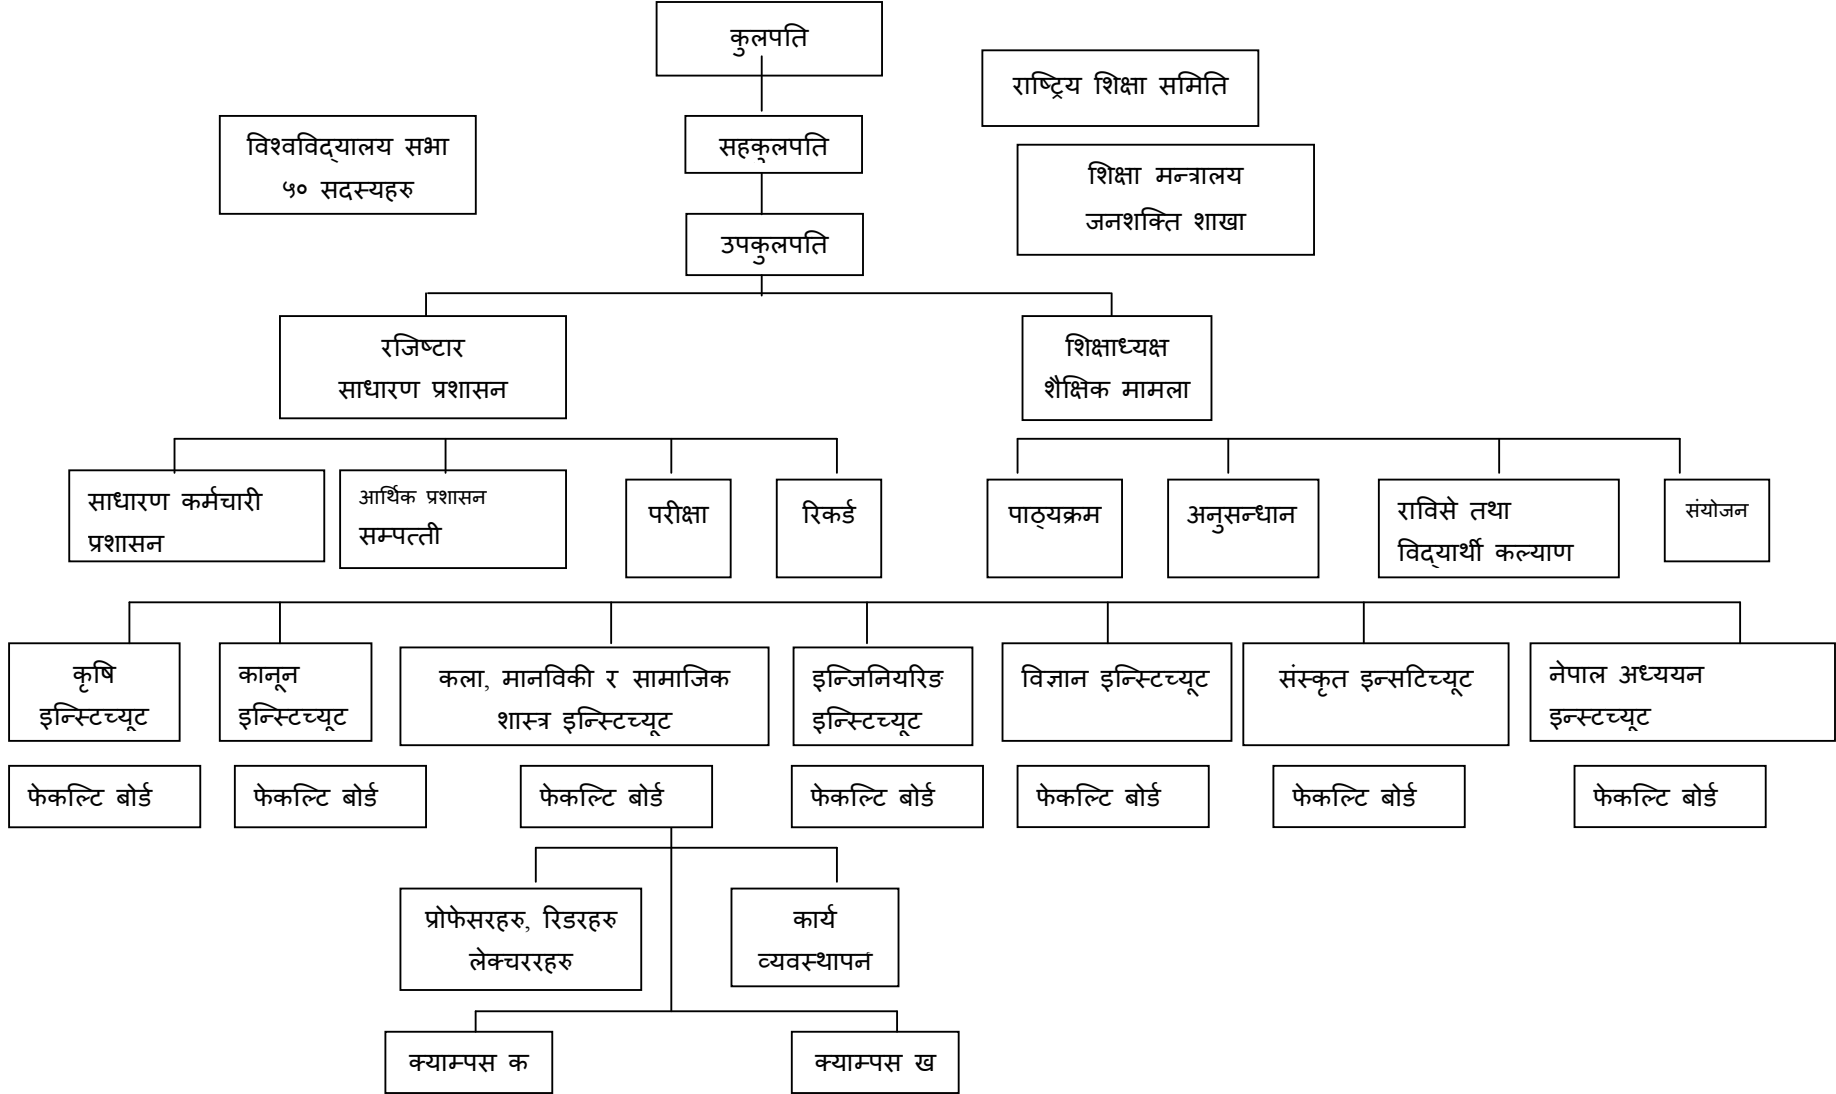 कुलपति
राष्ट्रिय शिक्षा समिति
विश्वविद्यालय सभा
५० सदस्यहरु
सहकुलपति
शिक्षा मन्त्रालय
जनशक्ति शाखा
उपकुलपति
रजिष्टार
साधारण प्रशासन
शिक्षाध्यक्ष
शैक्षिक मामला
साधारण कर्मचारी
प्रशासन
आर्थिक प्रशासन
सम्पत्ती
परीक्षा
रिकर्ड
पाठ्यक्रम
अनुसन्धान
राविसे तथा
विद्यार्थी कल्याण
संयोजन
कृषि
इन्स्टिच्यूट
कानून
इन्स्टिच्यूट
कला, मानविकी र सामाजिक
शास्त्र इन्स्टिच्यूट
इन्जिनियरिङ
इन्स्टिच्यूट
विज्ञान इन्स्टिच्यूट
संस्कृत इन्सटिच्यूट
नेपाल अध्ययन
इन्स्टच्यूट
फेकल्टि बोर्ड
फेकल्टि बोर्ड
फेकल्टि बोर्ड
फेकल्टि बोर्ड
फेकल्टि बोर्ड
फेकल्टि बोर्ड
फेकल्टि बोर्ड
प्रोफेसरहरु, रिडरहरु
लेक्चररहरु
कार्य
व्यवस्थापन
क्याम्पस क
क्याम्पस ख